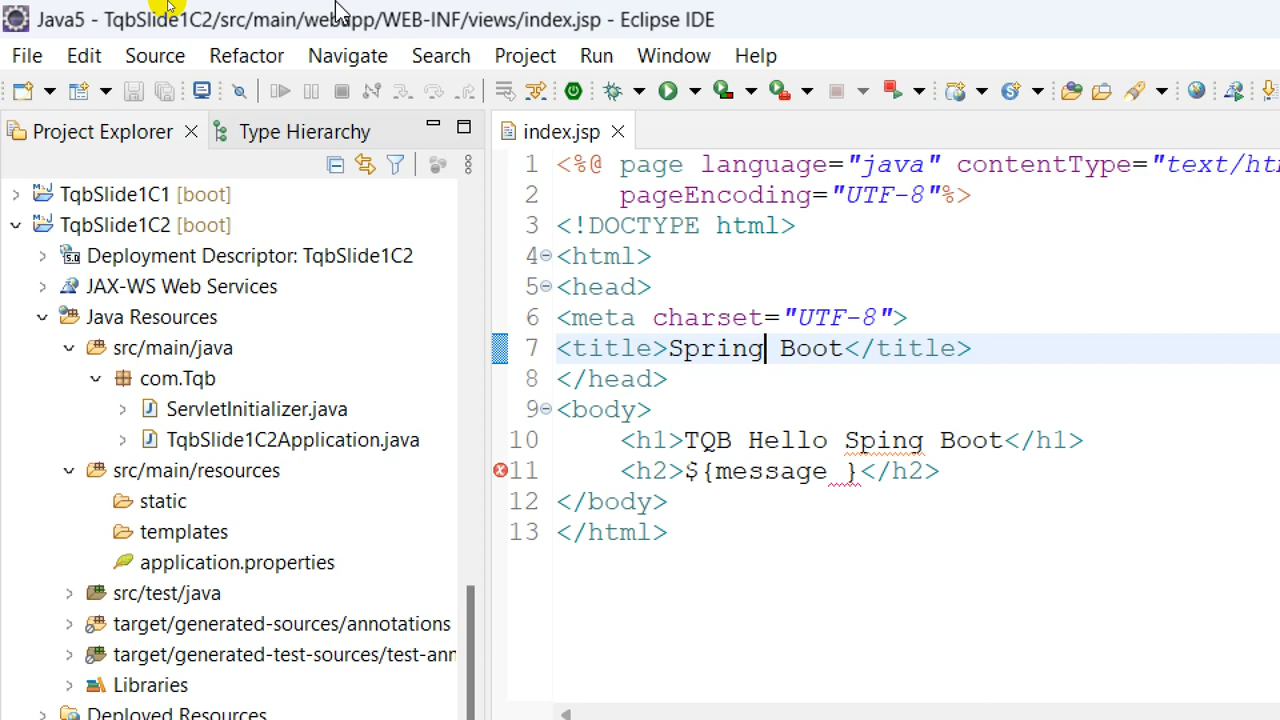 Java5 - TqbSlide1C2/src/main/webapp/WEB-INF/views/index.jsp - Eclipse IDE
File Edit Source Refactor Navigate Search Project Run Window Help
Project Explorer Type Hierarchy
TqbSlide1C1 [boot]
TqbSlide1C2 [boot]
Deployment Descriptor: TqbSlide1C2
JAX-WS Web Services
Java Resources
src/main/java
com.Tqb
ServletInitializer.java
TqbSlide1C2Application.java
src/main/resources
static
templates
application.properties
src/test/java
target/generated-sources/annotations
target/generated-test-sources/test-ann
Libraries
Deployed Resources
index.jsp
1 <%@ page language="java" contentType="text/ht
2 pageEncoding="UTF-8"%>
3 <!DOCTYPE html>
4 <html>
5 <head>
6 <meta charset="UTF-8">
7 <title>Spring Boot</title>
8 </head>
9 <body>
10 <h1>TQB Hello Sping Boot</h1>
11 <h2>${message }</h2>
12 </body>
13 </html>